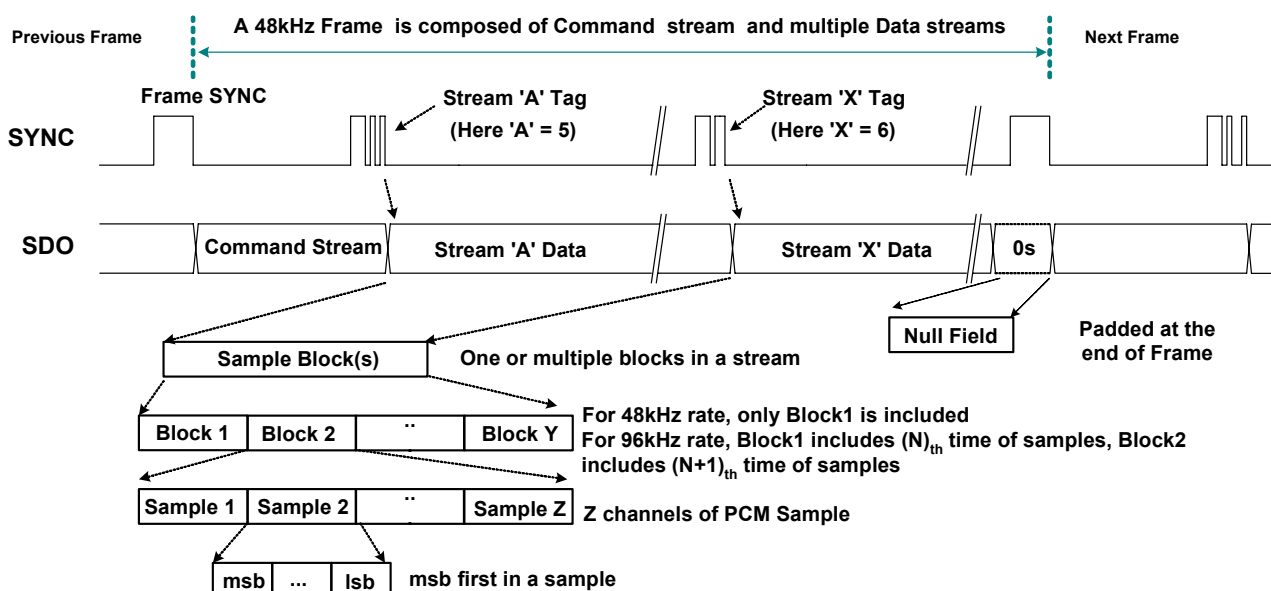 A 48kHz Frame is composed of Command stream and multiple Data streams
Previous Frame
Next Frame
Frame SYNC
Stream 'A' Tag
(Here 'A' = 5)
Stream 'X' Tag
(Here 'X' = 6)
SYNC
SDO
Command Stream
Stream 'A' Data
Stream 'X' Data
0s
Null Field
Padded at the
end of Frame
Sample Block(s)
One or multiple blocks in a stream
Block 1
Block 2
..
Block Y
For 48kHz rate, only Block1 is included
For 96kHz rate, Block1 includes (N)th time of samples, Block2
includes (N+1)th time of samples
Sample 1
Sample 2
..
Sample Z
Z channels of PCM Sample
msb
...
lsb
msb first in a sample